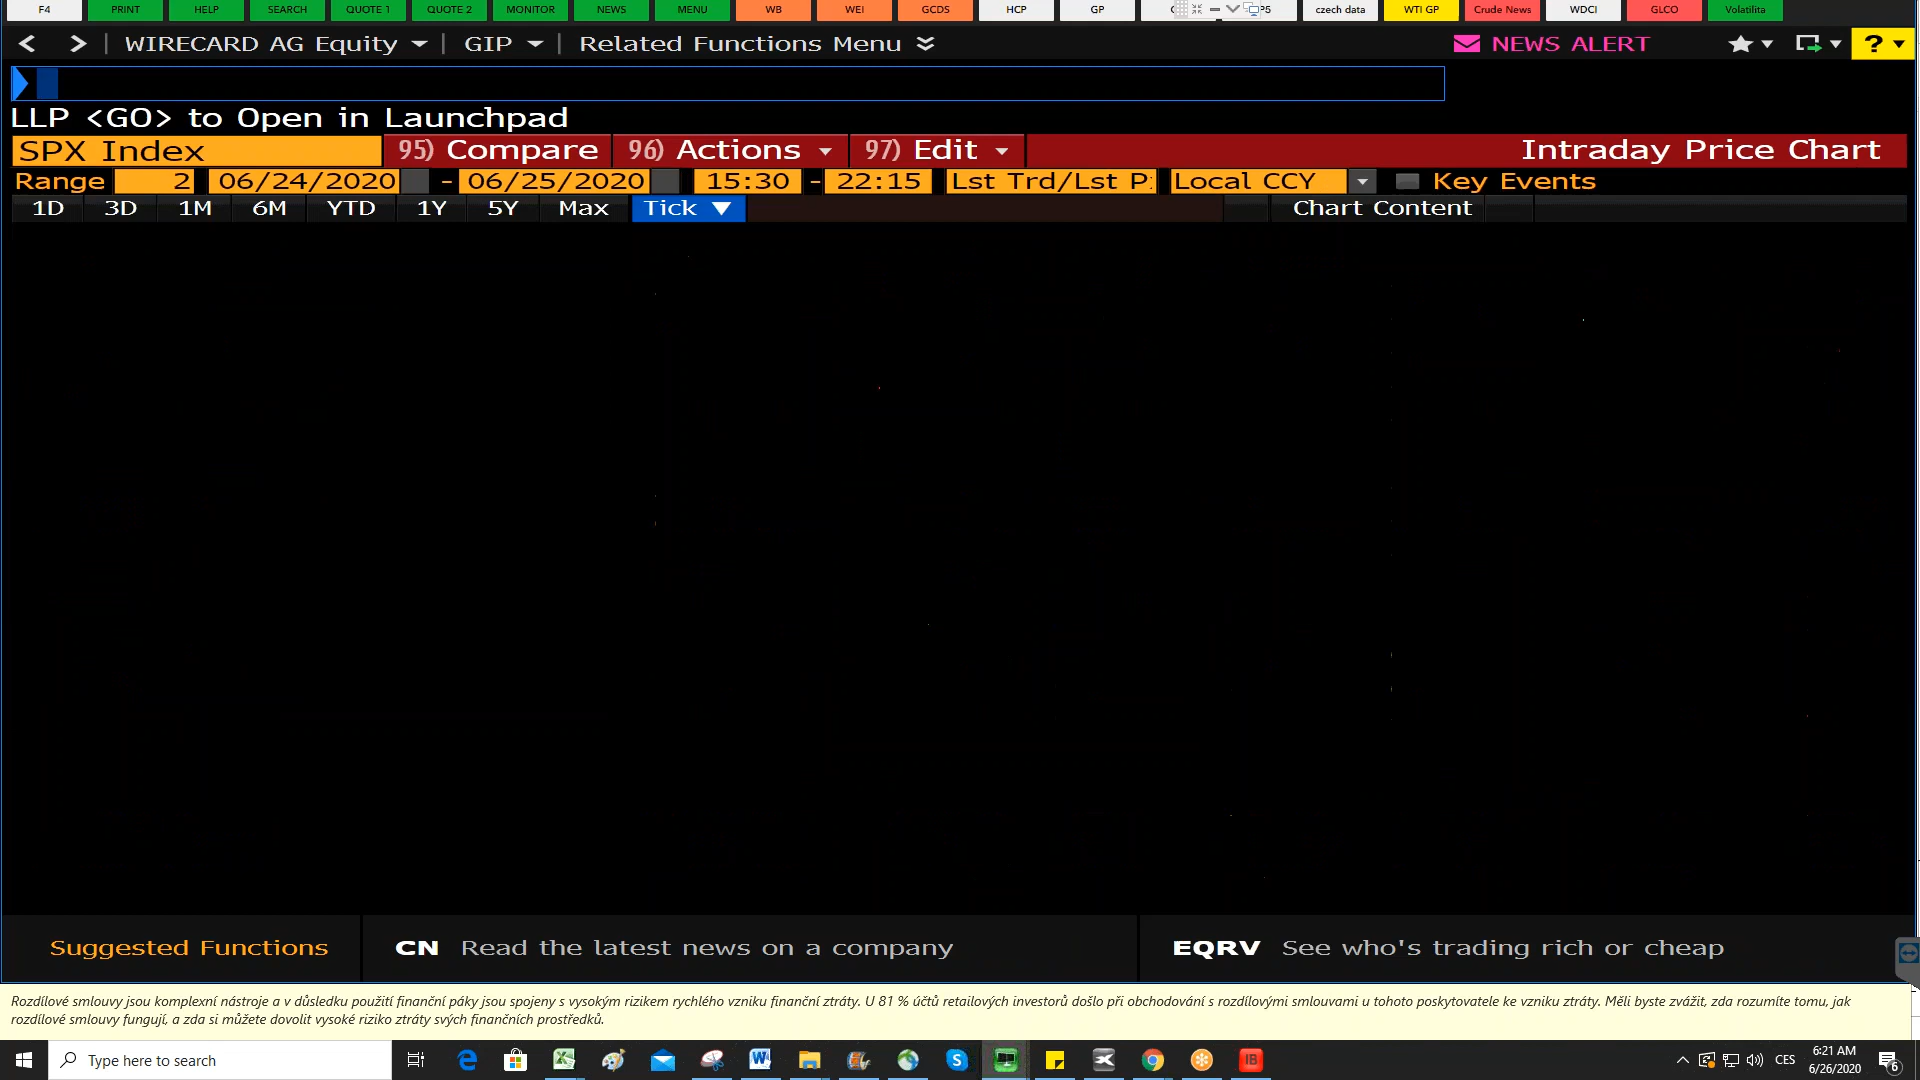 F4 PRINT HELP SEARCH QUOTE 1 QUOTE 2 MONITOR NEWS MENU WB WEI GCDS HCP GP czech data WTI GP Crude News WDCI GLCO Volatilita
WIRECARD AG Equity GIP Related Functions Menu NEWS ALERT ?
LLP <GO> to Open in Launchpad
SPX Index 95) Compare 96) Actions 97) Edit Intraday Price Chart
Range 2 06/24/2020 - 06/25/2020 15:30 - 22:15 Lst Trd/Lst Local CCY Key Events
1D 3D 1M 6M YTD 1Y 5Y Max Tick Chart Content
Suggested Functions CN Read the latest news on a company EQRV See who's trading rich or cheap
Rozdílové smlouvy jsou komplexní nástroje a v důsledku použití finanční páky jsou spojeny s vysokým rizikem rychlého vzniku finanční ztráty. U 81 % účtů retailových investorů došlo při obchodování s rozdílovými smlouvami u tohoto poskytovatele ke vzniku ztráty. Měli byste zvážit, zda rozumíte tomu, jak
rozdílové smlouvy fungují, a zda si můžete dovolit vysoké riziko ztráty svých finančních prostředků.
Type here to search CES 6:21 AM
6/26/2020 6